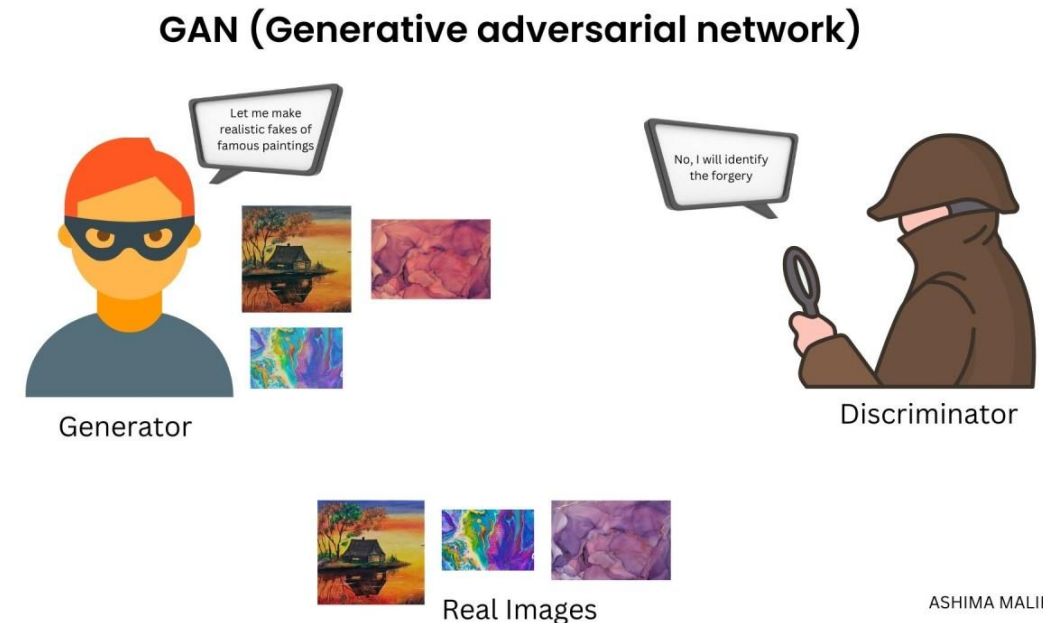 GAN (Generative adversarial network)
Let me make
realistic fakes of
famous paintings
No, I will identify
the forgery
Generator
Discriminator
Real Images
ASHIMA